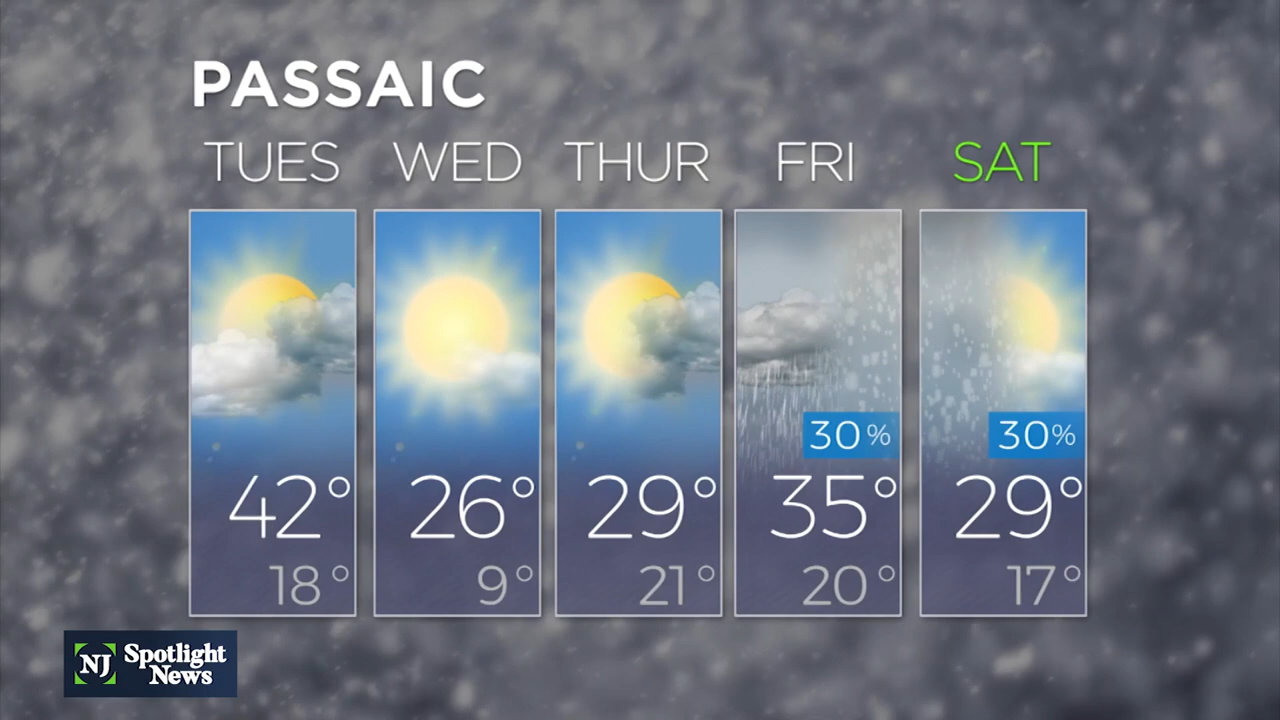 PASSAIC
TUES WED THUR FRI SAT
30% 30%
42° 26° 29° 35° 29°
18° 9° 21° 20° 17°
NJ Spotlight
News